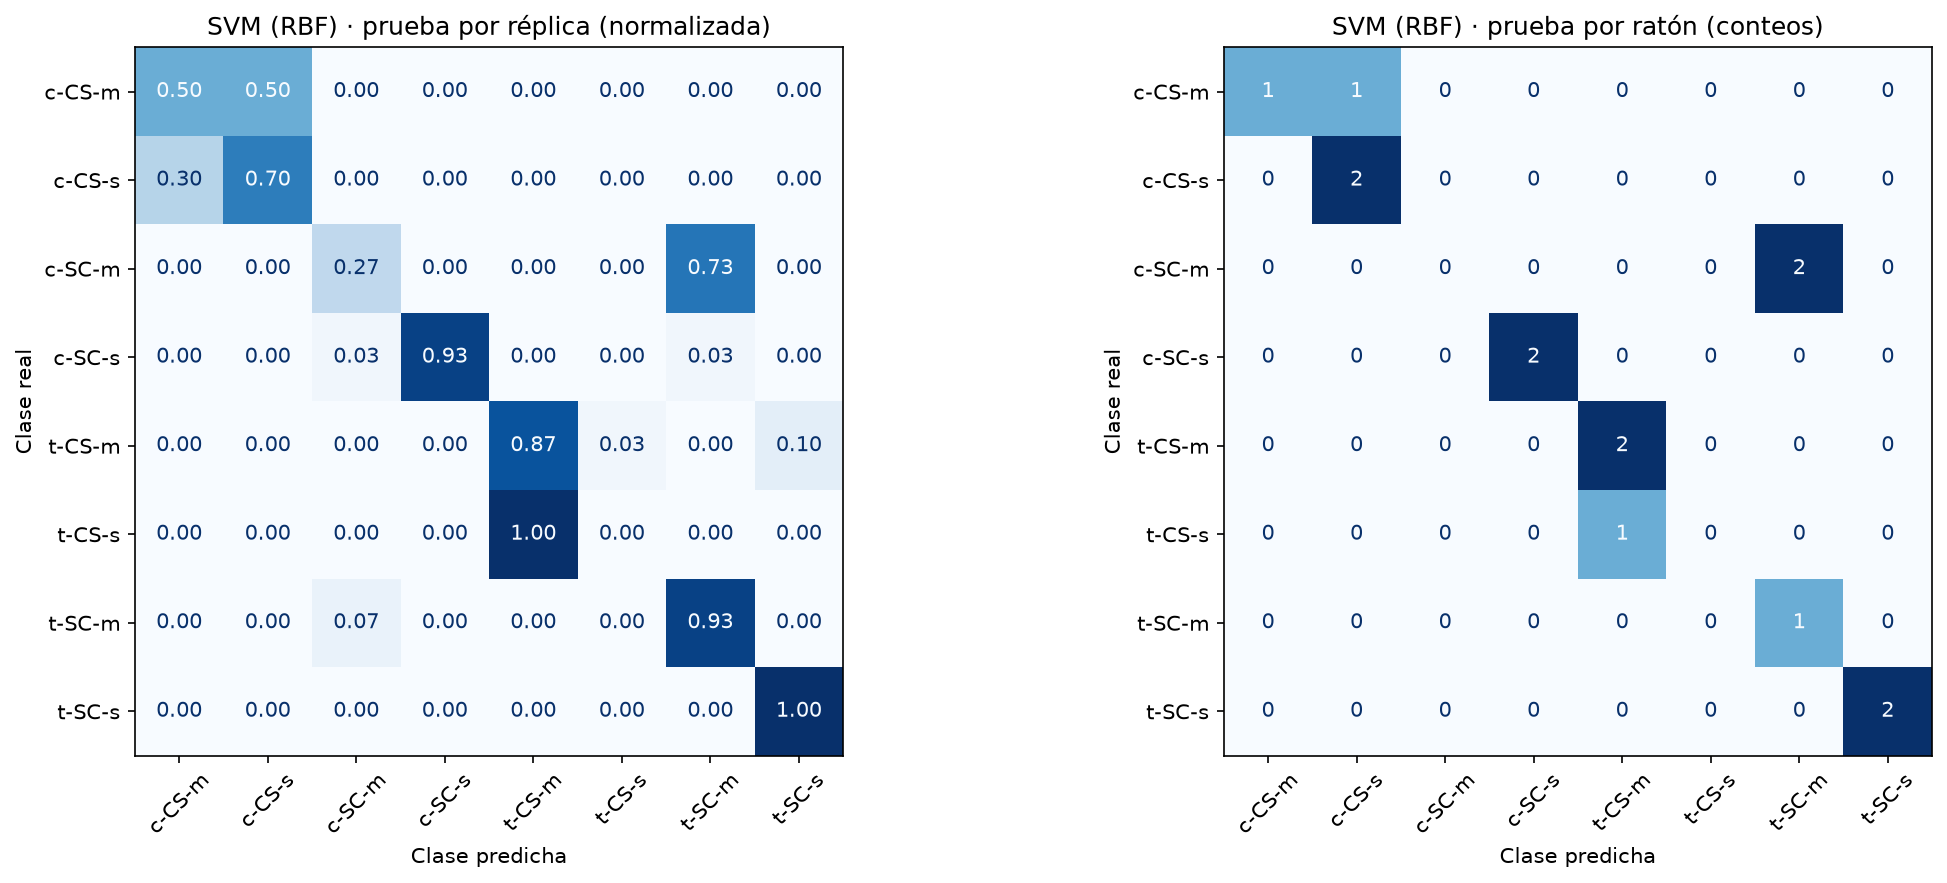 SVM (RBF) · prueba por réplica (normalizada)
c-CS-m 0.50 0.50 0.00 0.00 0.00 0.00 0.00 0.00
c-CS-s 0.30 0.70 0.00 0.00 0.00 0.00 0.00 0.00
c-SC-m 0.00 0.00 0.27 0.00 0.00 0.00 0.73 0.00
c-SC-s 0.00 0.00 0.03 0.93 0.00 0.00 0.03 0.00
t-CS-m 0.00 0.00 0.00 0.00 0.87 0.03 0.00 0.10
t-CS-s 0.00 0.00 0.00 0.00 1.00 0.00 0.00 0.00
t-SC-m 0.00 0.00 0.07 0.00 0.00 0.00 0.93 0.00
t-SC-s 0.00 0.00 0.00 0.00 0.00 0.00 0.00 1.00
Clase real
c-CS-m c-CS-s c-SC-m c-SC-s t-CS-m t-CS-s t-SC-m t-SC-s
Clase predicha
SVM (RBF) · prueba por ratón (conteos)
c-CS-m 1 1 0 0 0 0 0 0
c-CS-s 0 2 0 0 0 0 0 0
c-SC-m 0 0 0 0 0 0 2 0
c-SC-s 0 0 0 2 0 0 0 0
t-CS-m 0 0 0 0 2 0 0 0
t-CS-s 0 0 0 0 1 0 0 0
t-SC-m 0 0 0 0 0 0 1 0
t-SC-s 0 0 0 0 0 0 0 2
Clase real
c-CS-m c-CS-s c-SC-m c-SC-s t-CS-m t-CS-s t-SC-m t-SC-s
Clase predicha